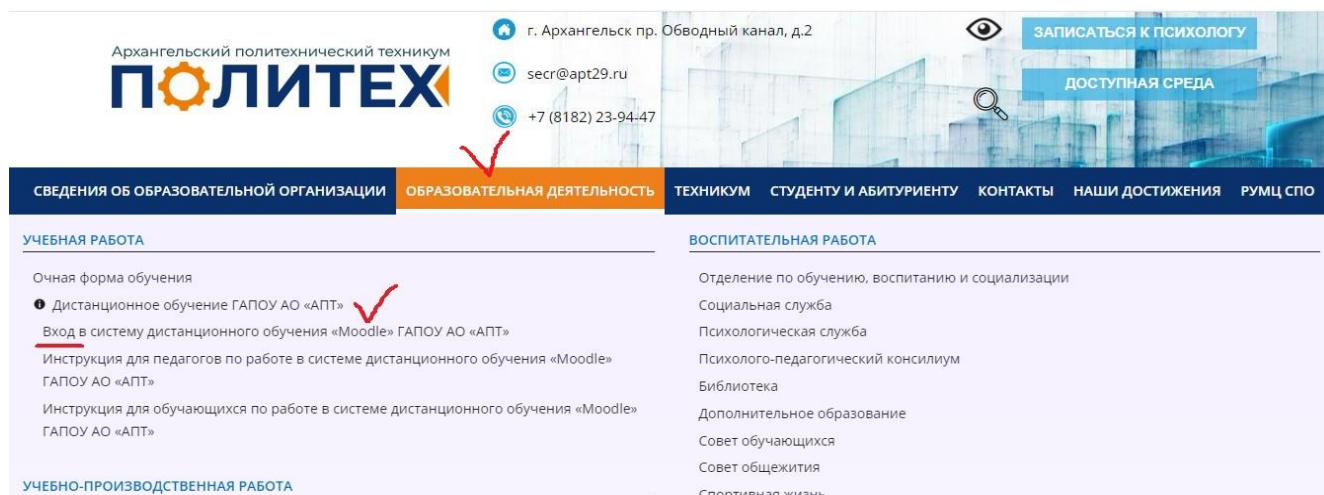 Архангельский политехнический техникум
ПОЛИТЕХ
г. Архангельск пр. Обводный канал, д.2
secr@apt29.ru
+7 (8182) 23-94-47
ЗАПИСАТЬСЯ К ПСИХОЛОГУ
ДОСТУПНАЯ СРЕДА
СВЕДЕНИЯ ОБ ОБРАЗОВАТЕЛЬНОЙ ОРГАНИЗАЦИИ ОБРАЗОВАТЕЛЬНАЯ ДЕЯТЕЛЬНОСТЬ ТЕХНИКУМ СТУДЕНТУ И АБИТУРИЕНТУ КОНТАКТЫ НАШИ ДОСТИЖЕНИЯ РУМЦ СПО
УЧЕБНАЯ РАБОТА
Очная форма обучения
Дистанционное обучение ГАПОУ АО «АПТ»
Вход в систему дистанционного обучения «Moodle» ГАПОУ АО «АПТ»
Инструкция для педагогов по работе в системе дистанционного обучения «Moodle»
ГАПОУ АО «АПТ»
Инструкция для обучающихся по работе в системе дистанционного обучения «Moodle»
ГАПОУ АО «АПТ»
УЧЕБНО-ПРОИЗВОДСТВЕННАЯ РАБОТА
ВОСПИТАТЕЛЬНАЯ РАБОТА
Отделение по обучению, воспитанию и социализации
Социальная служба
Психологическая служба
Психолого-педагогический консилиум
Библиотека
Дополнительное образование
Совет обучающихся
Совет общежития
Спортивная жизнь